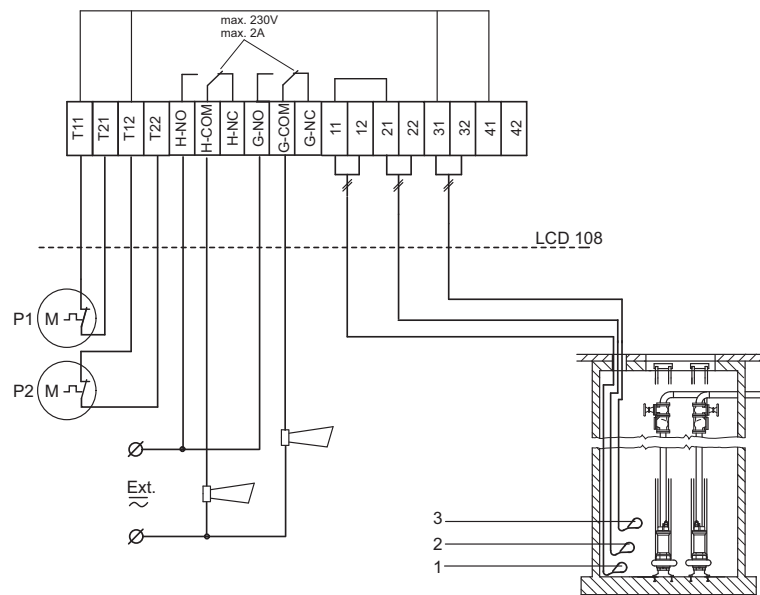 max. 230V
max. 2A
T11
T21
T12
T22
H-NO
H-COM
H-NC
G-NO
G-COM
G-NC
11
12
21
22
31
32
41
42
LCD 108
P1
M
P2
M
Ext.
3
2
1